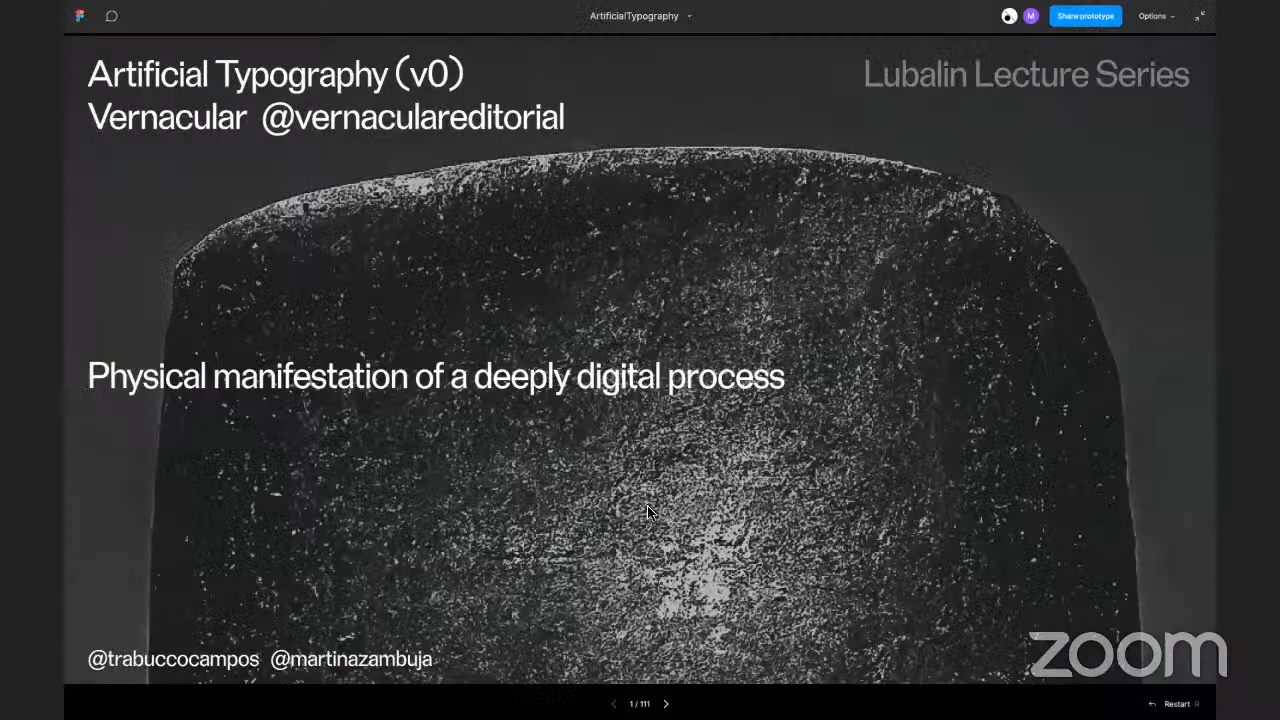 ArtificialTypography
M
Share prototype
Options
Artificial Typography (v0)
Lubalin Lecture Series
Vernacular @vernaculareditorial
Physical manifestation of a deeply digital process
@trabuccocampos @martinazambuja
zoom
1 / 111
Restart R